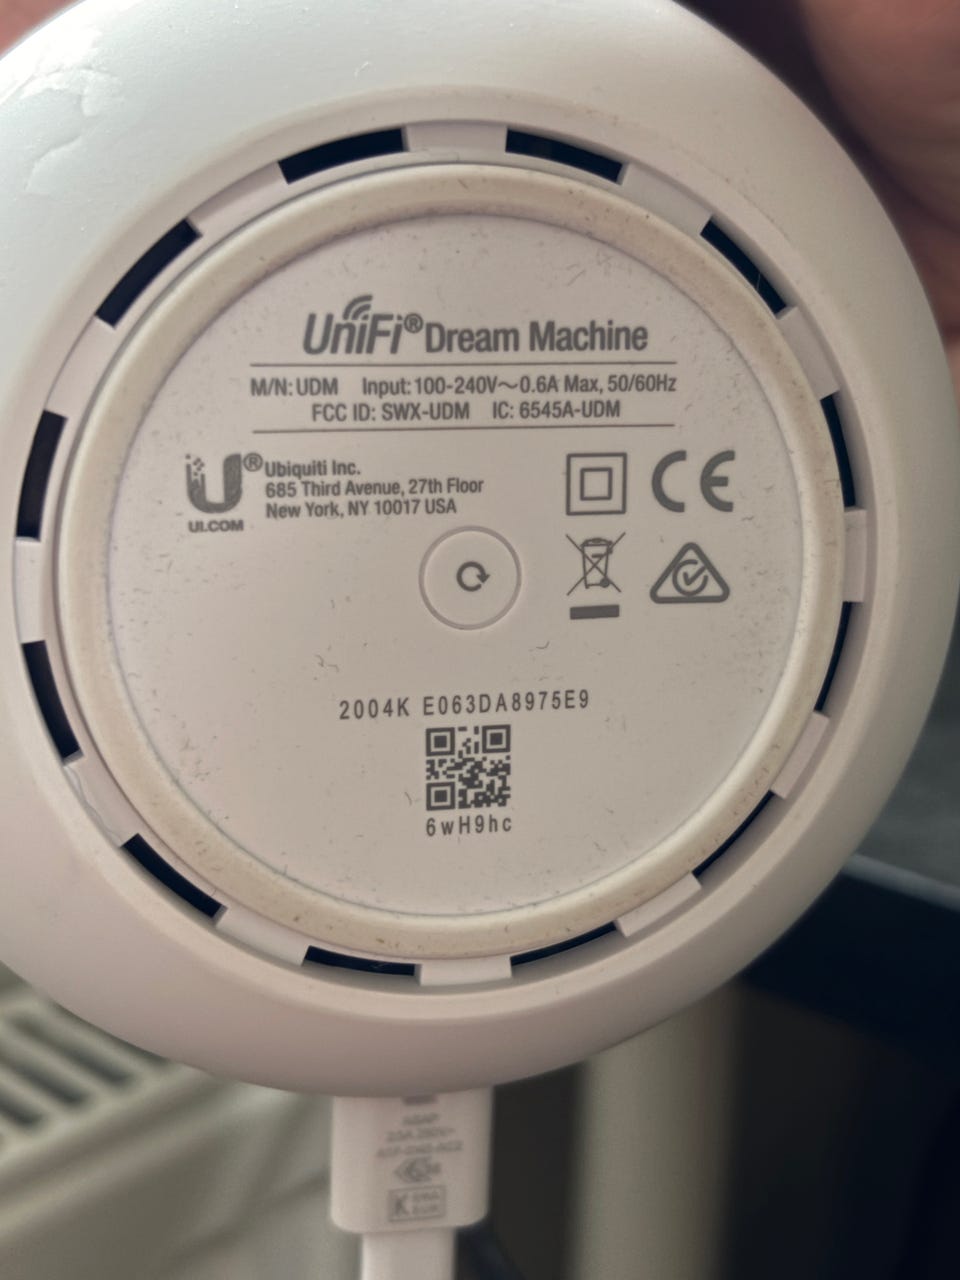 UniFi® Dream Machine
M/N: UDM Input: 100-240V~0.6A Max, 50/60Hz
FCC ID: SWX-UDM IC: 6545A-UDM
U®
UI.COM
Ubiquiti Inc.
685 Third Avenue, 27th Floor
New York, NY 10017 USA
CE
2004K E063DA8975E9
6wH9hc
K